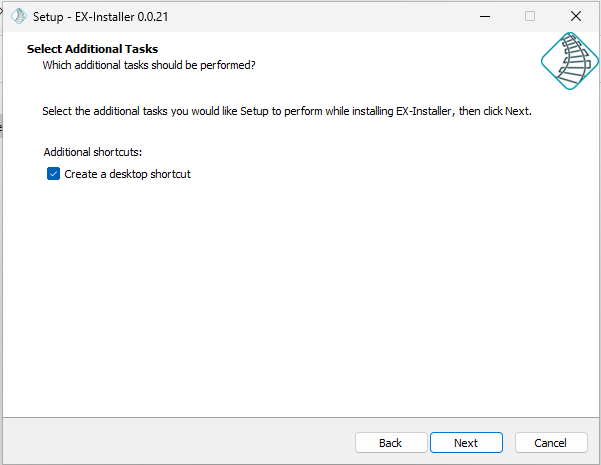 Setup - EX-Installer 0.0.21
Select Additional Tasks
Which additional tasks should be performed?
Select the additional tasks you would like Setup to perform while installing EX-Installer, then click Next.
Additional shortcuts:
Create a desktop shortcut
Back Next Cancel